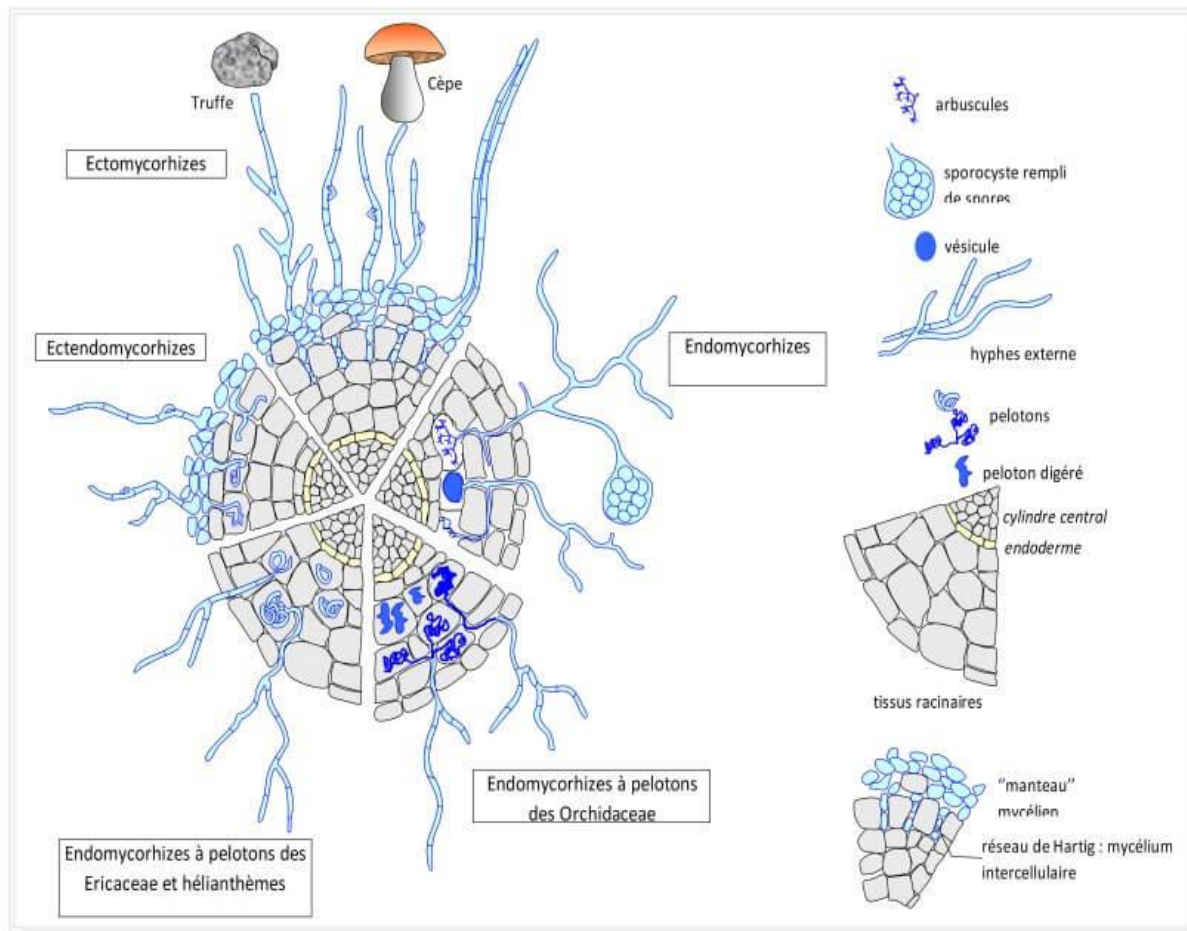 Truffe
Cèpe
Ectomycorhizes
Ectendomycorhizes
Endomycorhizes
Endomycorhizes à pelotons
des Orchidaceae
Endomycorhizes à pelotons des
Ericaceae et hélianthèmes
arbuscules
sporocyste rempli
de spores
vésicule
hyphes externe
pelotons
peloton digéré
cylindre central
endoderme
tissus racinaires
"manteau"
mycélien
réseau de Hartig : mycélium
intercellulaire